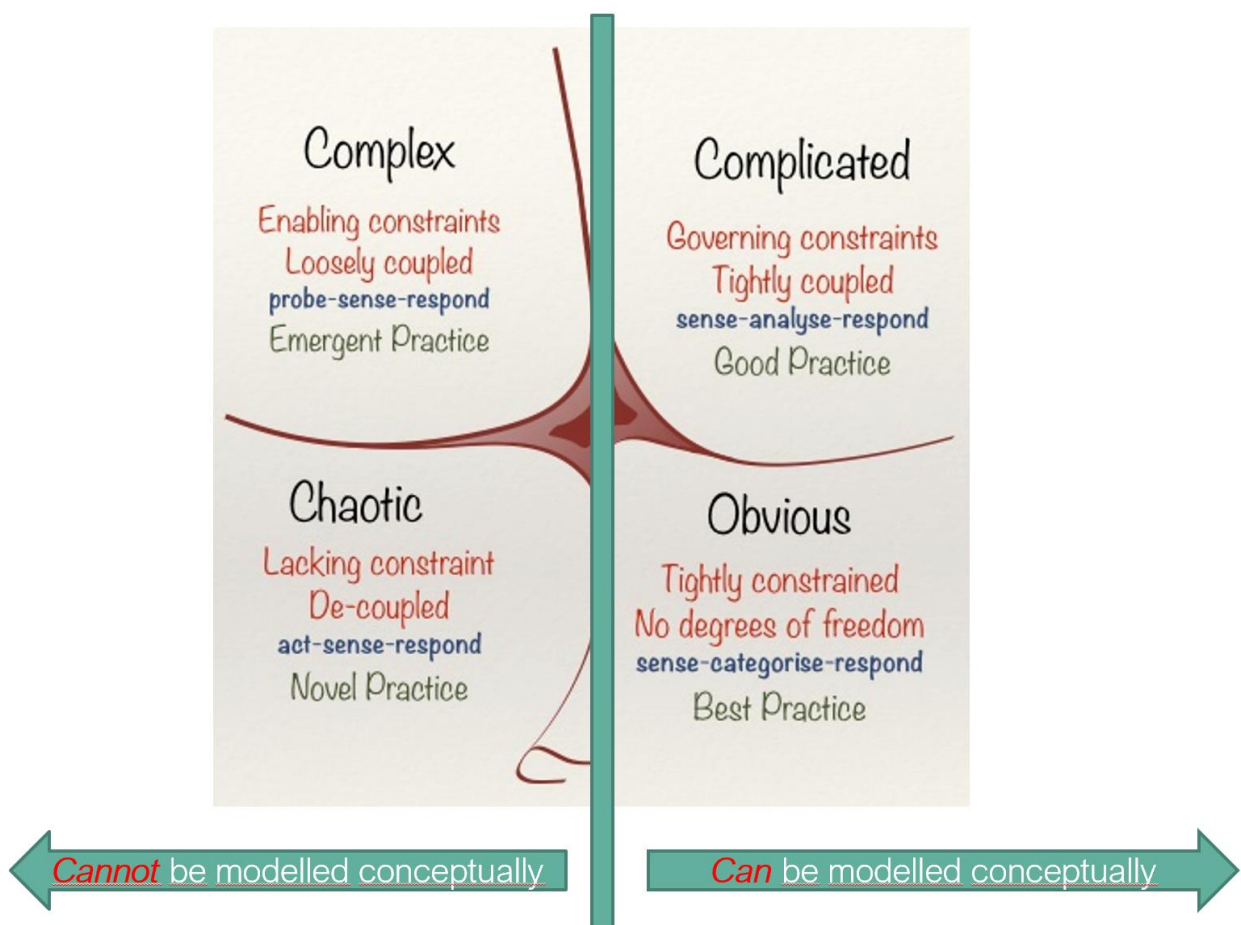 Complex
Enabling constraints
Loosely coupled
probe-sense-respond
Emergent Practice
Complicated
Governing constraints
Tightly coupled
sense-analyse-respond
Good Practice
Chaotic
Lacking constraint
De-coupled
act-sense-respond
Novel Practice
Obvious
Tightly constrained
No degrees of freedom
sense-categorise-respond
Best Practice
Cannot be modelled conceptually
Can be modelled conceptually